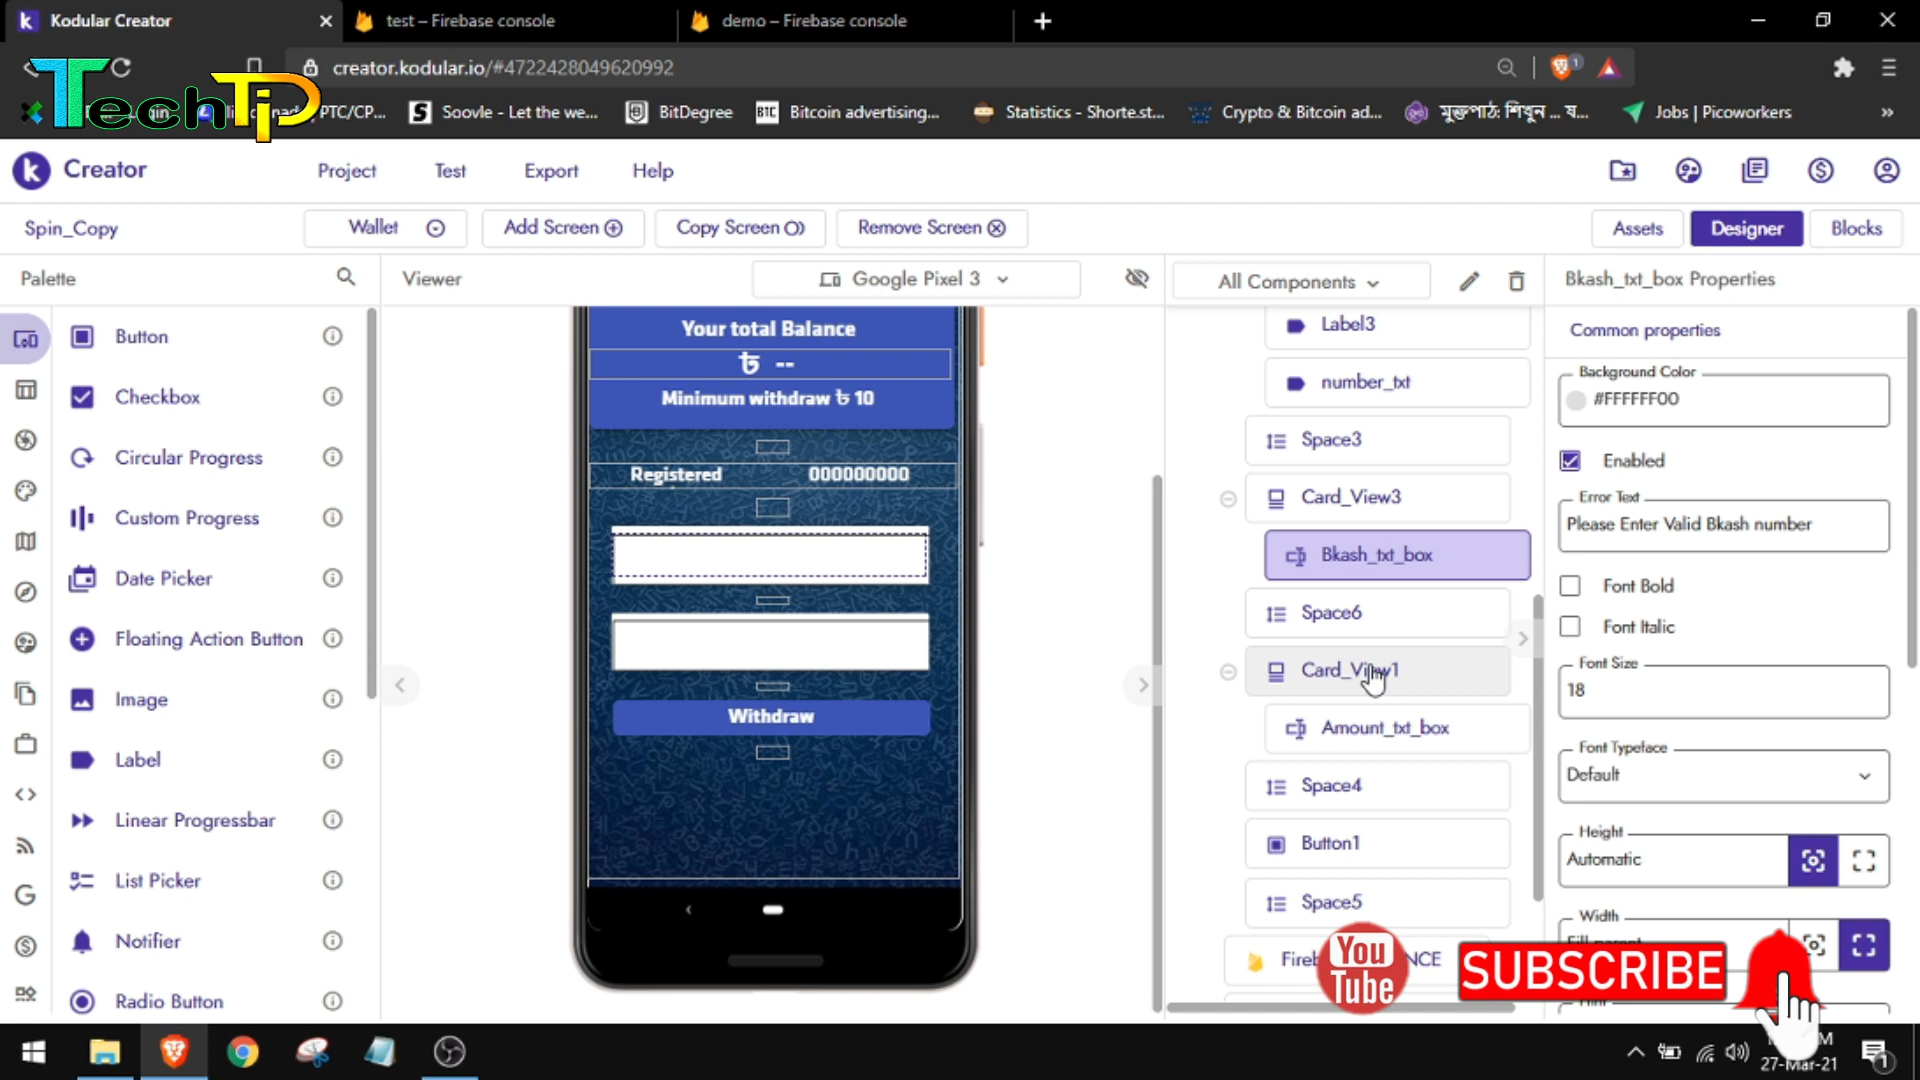 Kodular Creator
test – Firebase console
demo – Firebase console
creator.kodular.io/#4722428049620992
TechTip
PTC/CP...
Soovle - Let the we...
BitDegree
BTC
Bitcoin advertising...
Statistics - Shorte.st...
Crypto & Bitcoin ad...
মুক্তপাঠ: শিখুন ... য...
Jobs | Picoworkers
Creator
Project
Test
Export
Help
Spin_Copy
Wallet
Add Screen
Copy Screen
Remove Screen
Assets
Designer
Blocks
Palette
Viewer
Google Pixel 3
All Components
Bkash_txt_box Properties
Button
Checkbox
Circular Progress
Custom Progress
Date Picker
Floating Action Button
Image
Label
Linear Progressbar
List Picker
Notifier
Radio Button
Your total Balance
৳ --
Minimum withdraw ৳ 10
Registered
000000000
Withdraw
Label3
number_txt
Space3
Card_View3
Bkash_txt_box
Space6
Card_View1
Amount_txt_box
Space4
Button1
Space5
Common properties
Background Color
#FFFFFF00
Enabled
Error Text
Please Enter Valid Bkash number
Font Bold
Font Italic
Font Size
18
Font Typeface
Default
Height
Automatic
Width
You
Tube
SUBSCRIBE
27-Mar-21